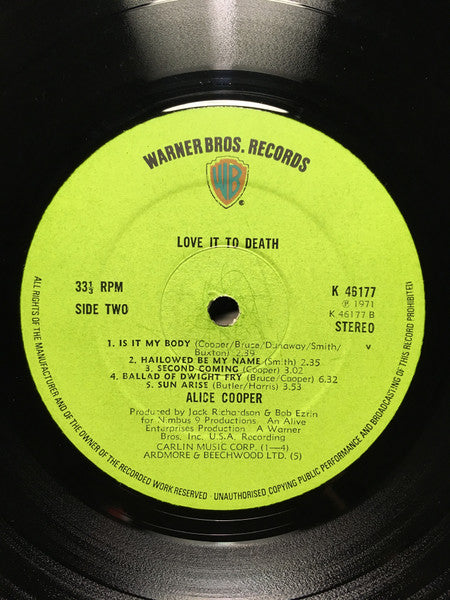 WARNER BROS. RECORDS
WB
®
LOVE IT TO DEATH
33⅓ RPM
SIDE TWO
K 46177
℗ 1971
K 46177 B
STEREO
1. IS IT MY BODY (Cooper/Bruce/Dunaway/Smith/
Buxton) 2.39
v
2. HAILOWED BE MY NAME (Smith) 2.35
3. SECOND COMING (Cooper) 3.02
4. BALLAD OF DWIGHT FRY (Bruce/Cooper) 6.32
5. SUN ARISE (Butler/Harris) 3.53
ALICE COOPER
Produced by Jack Richardson & Bob Ezrin
for Nimbus 9 Productions . An Alive
Enterprises Production . A Warner
Bros. Inc. U.S.A. Recording
CARLIN MUSIC CORP. (1—4)
ARDMORE & BEECHWOOD LTD. (5)
ALL RIGHTS OF THE MANUFACTURER AND OF THE OWNER OF THE RECORDED WORK RESERVED · UNAUTHORISED COPYING PUBLIC PERFORMANCE AND BROADCASTING OF THIS RECORD PROHIBITED